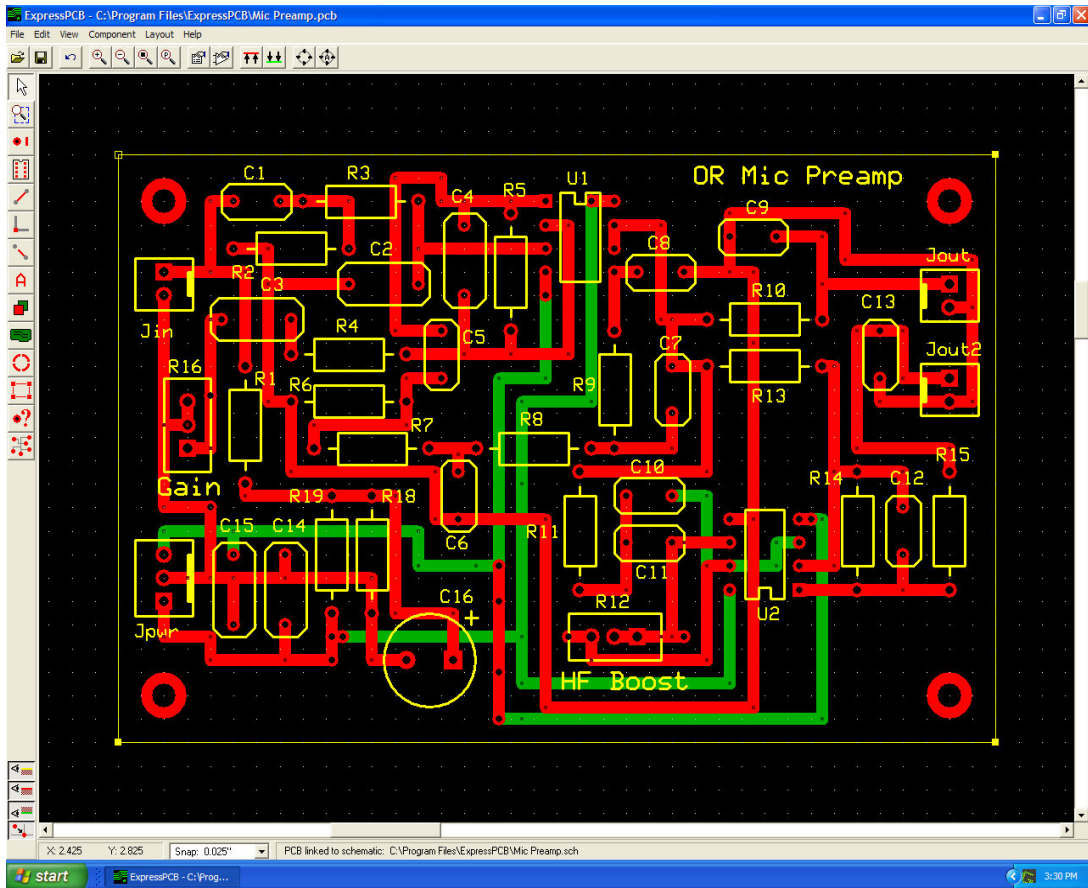 ExpressPCB - C:\Program Files\ExpressPCB\Mic Preamp.pcb
File Edit View Component Layout Help
OR Mic Preamp
C1
R3
U1
C4
R5
C9
R2
C2
C8
Jout
C3
R10
C13
Jin
R4
C5
C7
Jout2
R16
R1
R6
R9
R13
R7
R8
R15
Gain
R19
R18
C10
R14
C12
C15
C14
C6
R11
C11
Jpwr
C16
+
R12
U2
HF Boost
X: 2.425 Y: 2.825 Snap: 0.025" PCB linked to schematic: C:\Program Files\ExpressPCB\Mic Preamp.sch
start ExpressPCB - C:\Prog... 3:30 PM